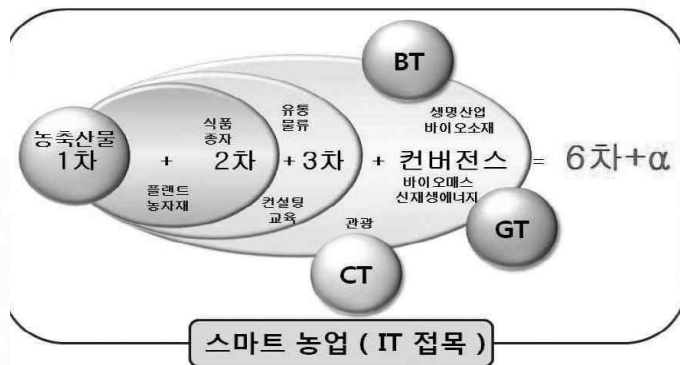 BT
농축산물
1차
+
식품
종자
2차
플랜트
농자재
유통
물류
+3차
컨설팅
교육
+
생명산업
바이오소재
컨버전스
바이오매스
신재생에너지
관광
= 6차+α
GT
CT
스마트 농업 ( IT 접목 )